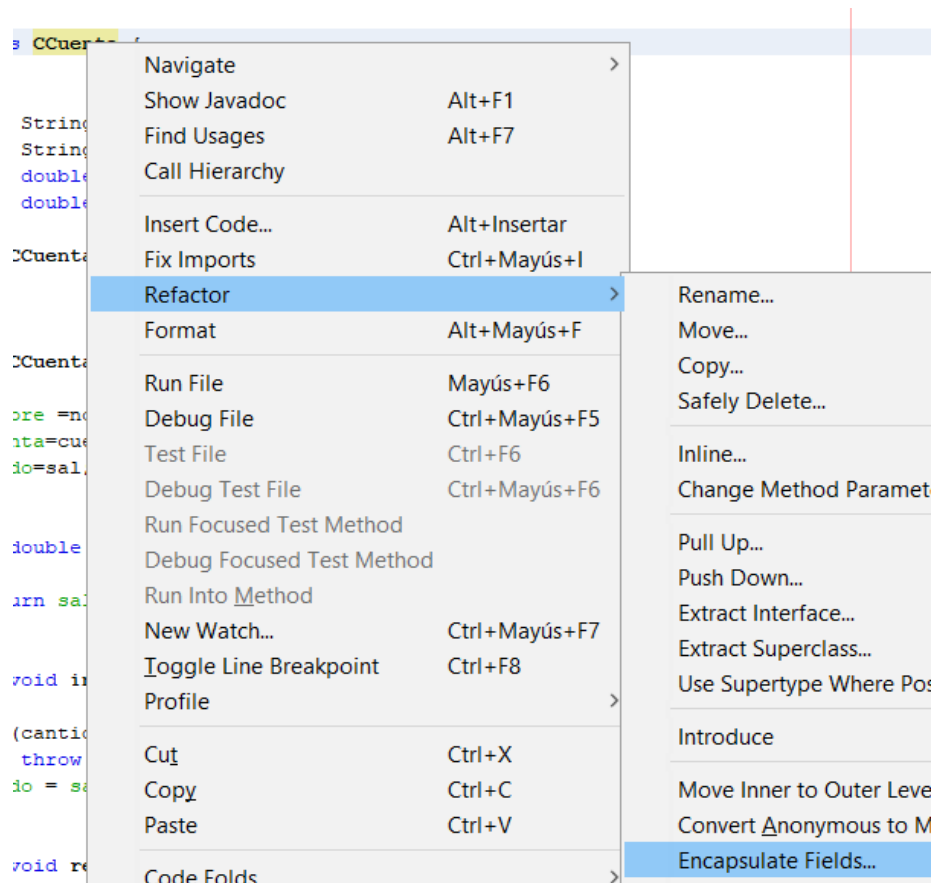 s CCuenta {
String
String
double
double
CCuenta
CCuenta
ore =no
nta=cue
do=sal
double
urn sal
void in
(cantid
throw
do = sa
void re
Navigate
Show Javadoc Alt+F1
Find Usages Alt+F7
Call Hierarchy
Insert Code... Alt+Insertar
Fix Imports Ctrl+Mayús+I
Refactor
Format Alt+Mayús+F
Run File Mayús+F6
Debug File Ctrl+Mayús+F5
Test File Ctrl+F6
Debug Test File Ctrl+Mayús+F6
Run Focused Test Method
Debug Focused Test Method
Run Into Method
New Watch... Ctrl+Mayús+F7
Toggle Line Breakpoint Ctrl+F8
Profile
Cut Ctrl+X
Copy Ctrl+C
Paste Ctrl+V
Code Folds
Rename...
Move...
Copy...
Safely Delete...
Inline...
Change Method Paramet
Pull Up...
Push Down...
Extract Interface...
Extract Superclass...
Use Supertype Where Pos
Introduce
Move Inner to Outer Leve
Convert Anonymous to M
Encapsulate Fields...